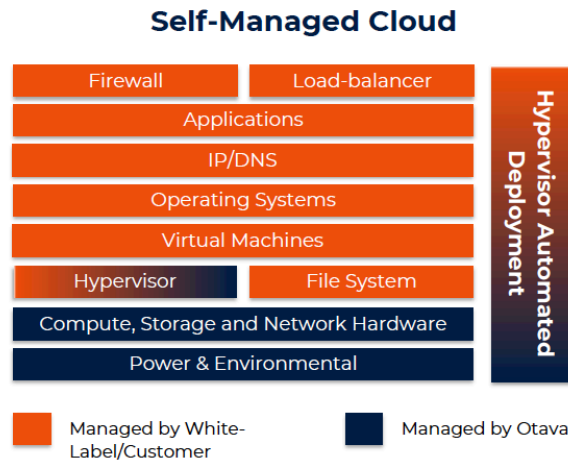 Self-Managed Cloud
Firewall
Load-balancer
Applications
IP/DNS
Operating Systems
Virtual Machines
Hypervisor
File System
Compute, Storage and Network Hardware
Power & Environmental
Hypervisor Automated
Deployment
Managed by White-
Label/Customer
Managed by Otava